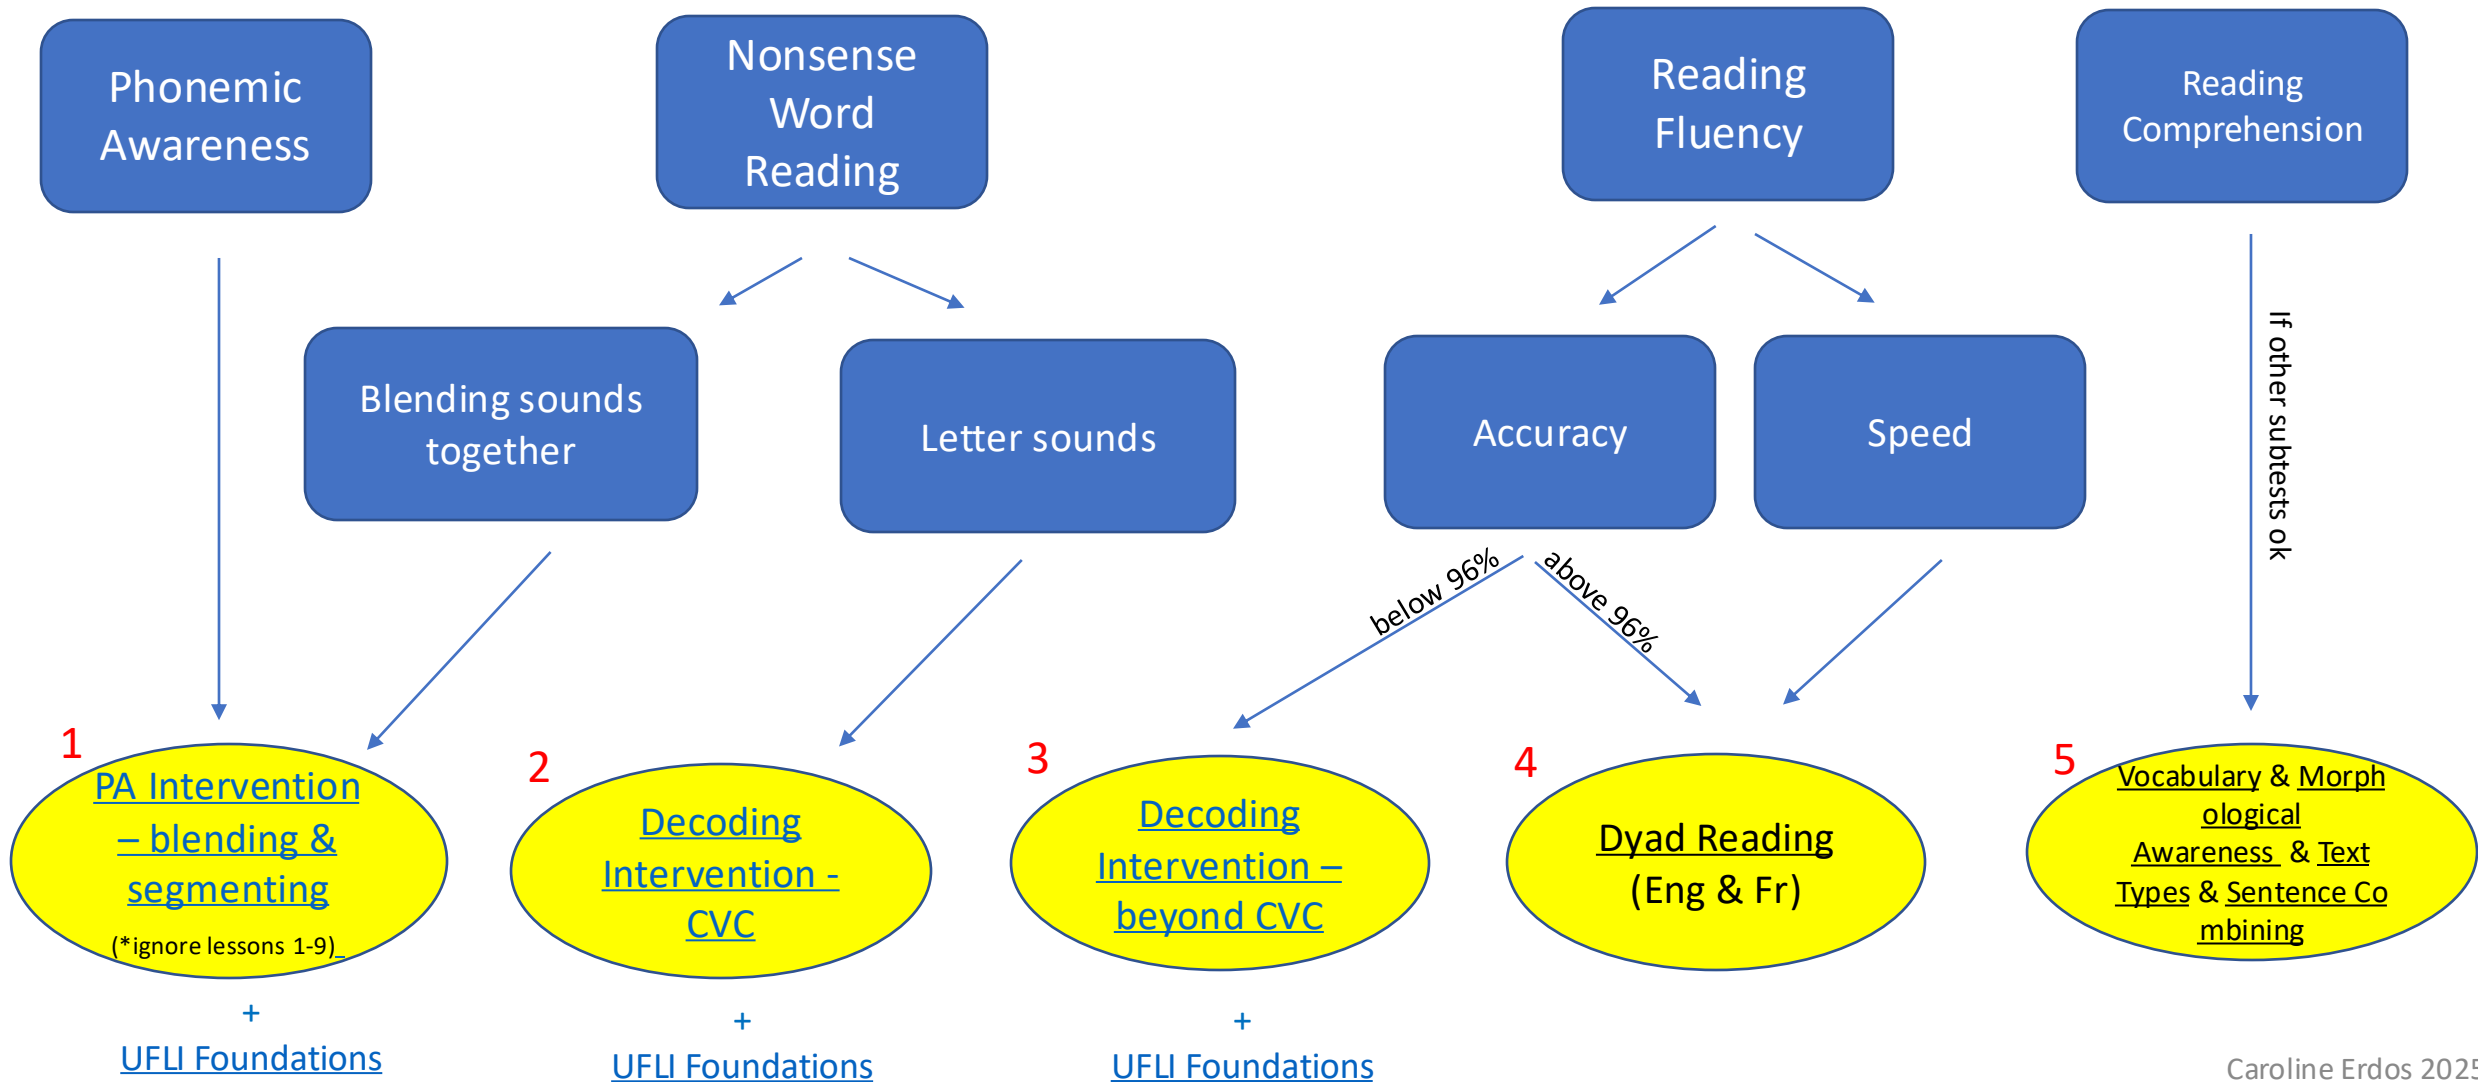 Phonemic
Awareness
Nonsense
Word
Reading
Reading
Fluency
Reading
Comprehension
Blending sounds
together
Letter sounds
Accuracy
Speed
If other subtests ok
below 96%
above 96%
1
PA Intervention
– blending &
segmenting
(*ignore lessons 1-9)
+
UFLI Foundations
2
Decoding
Intervention -
CVC
+
UFLI Foundations
3
Decoding
Intervention –
beyond CVC
+
UFLI Foundations
4
Dyad Reading
(Eng & Fr)
5
Vocabulary & Morph
ological
Awareness & Text
Types & Sentence Co
mbining
Caroline Erdos 2025